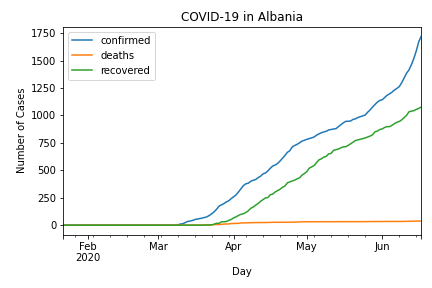 COVID-19 in Albania
confirmed
deaths
recovered
Number of Cases
1750
1500
1250
1000
750
500
250
0
Feb
2020
Mar
Apr
May
Jun
Day